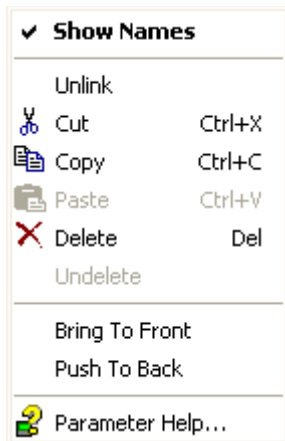 Show Names
Unlink
Cut Ctrl+X
Copy Ctrl+C
Paste Ctrl+V
Delete Del
Undelete
Bring To Front
Push To Back
Parameter Help...